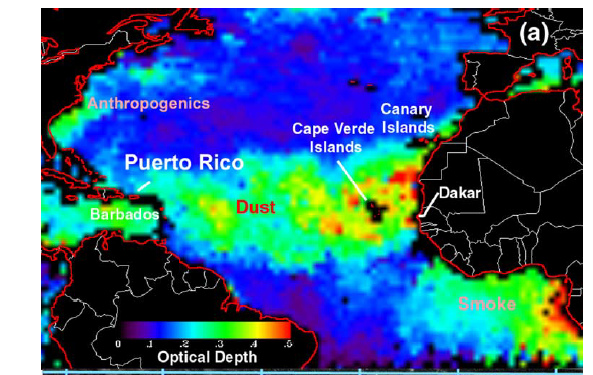 (a)
Anthropogenics
Canary
Islands
Cape Verde
Islands
Puerto Rico
Dakar
Barbados
Dust
Smoke
0 .1 .2 .3 .4 .5
Optical Depth